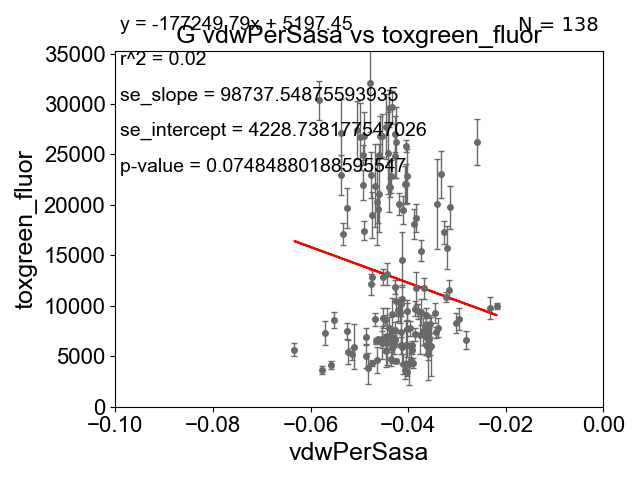 y = -177249.79x + 5197.45
N = 138
G vdwPerSasa vs toxgreen_fluor
r^2 = 0.02
se_slope = 98737.54875593935
se_intercept = 4228.738177547026
p-value = 0.07484880188595547
35000
30000
25000
20000
15000
10000
5000
0
toxgreen_fluor
−0.10
−0.08
−0.06
−0.04
−0.02
0.00
vdwPerSasa